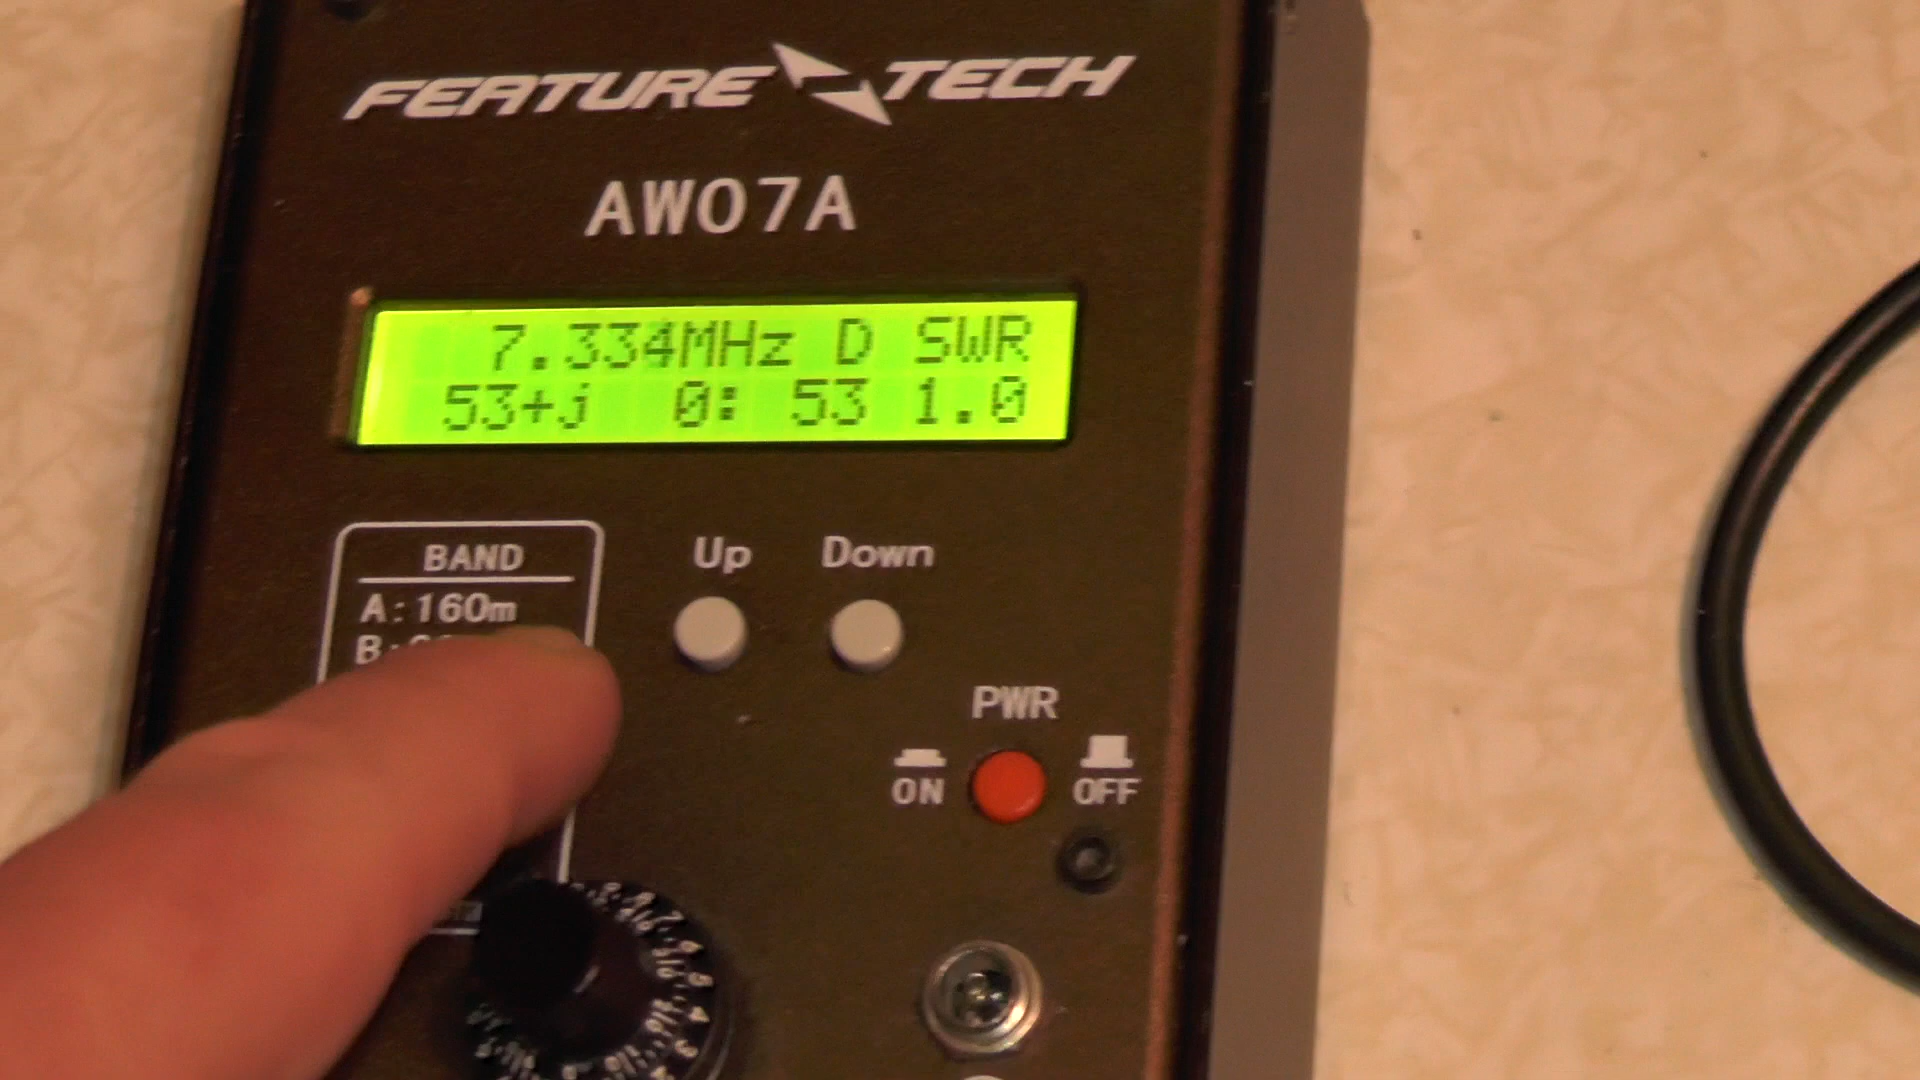 FEATURE TECH
AW07A
7.334MHz D SWR
53+j 0: 53 1.0
BAND
A:160m
B:
Up Down
PWR
ON OFF